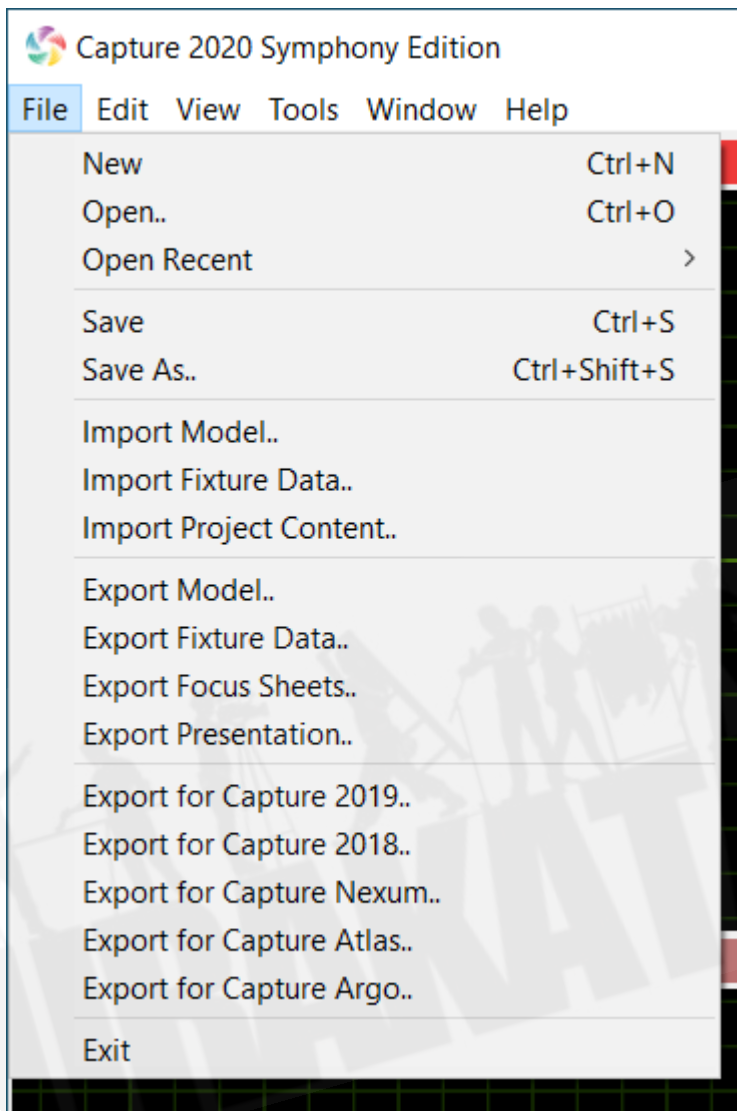 Capture 2020 Symphony Edition
File Edit View Tools Window Help
New Ctrl+N
Open.. Ctrl+O
Open Recent
Save Ctrl+S
Save As.. Ctrl+Shift+S
Import Model..
Import Fixture Data..
Import Project Content..
Export Model..
Export Fixture Data..
Export Focus Sheets..
Export Presentation..
Export for Capture 2019..
Export for Capture 2018..
Export for Capture Nexum..
Export for Capture Atlas..
Export for Capture Argo..
Exit